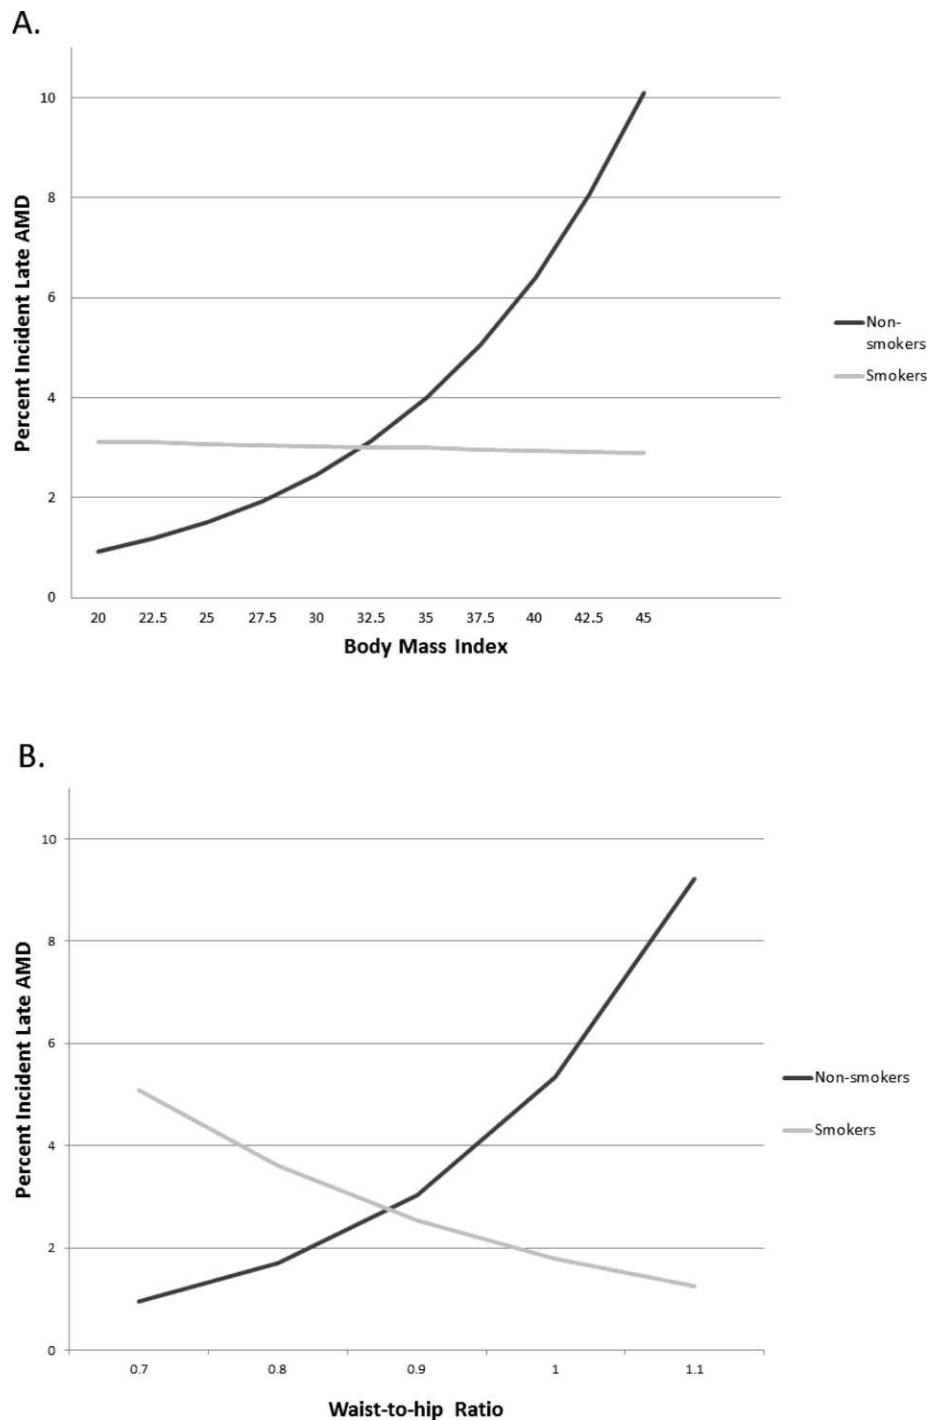 A.
Percent Incident Late AMD
10
8
6
4
2
0
20 22.5 25 27.5 30 32.5 35 37.5 40 42.5 45
Body Mass Index
Non-
smokers
Smokers
B.
Percent Incident Late AMD
10
8
6
4
2
0
0.7 0.8 0.9 1 1.1
Waist-to-hip Ratio
Non-smokers
Smokers